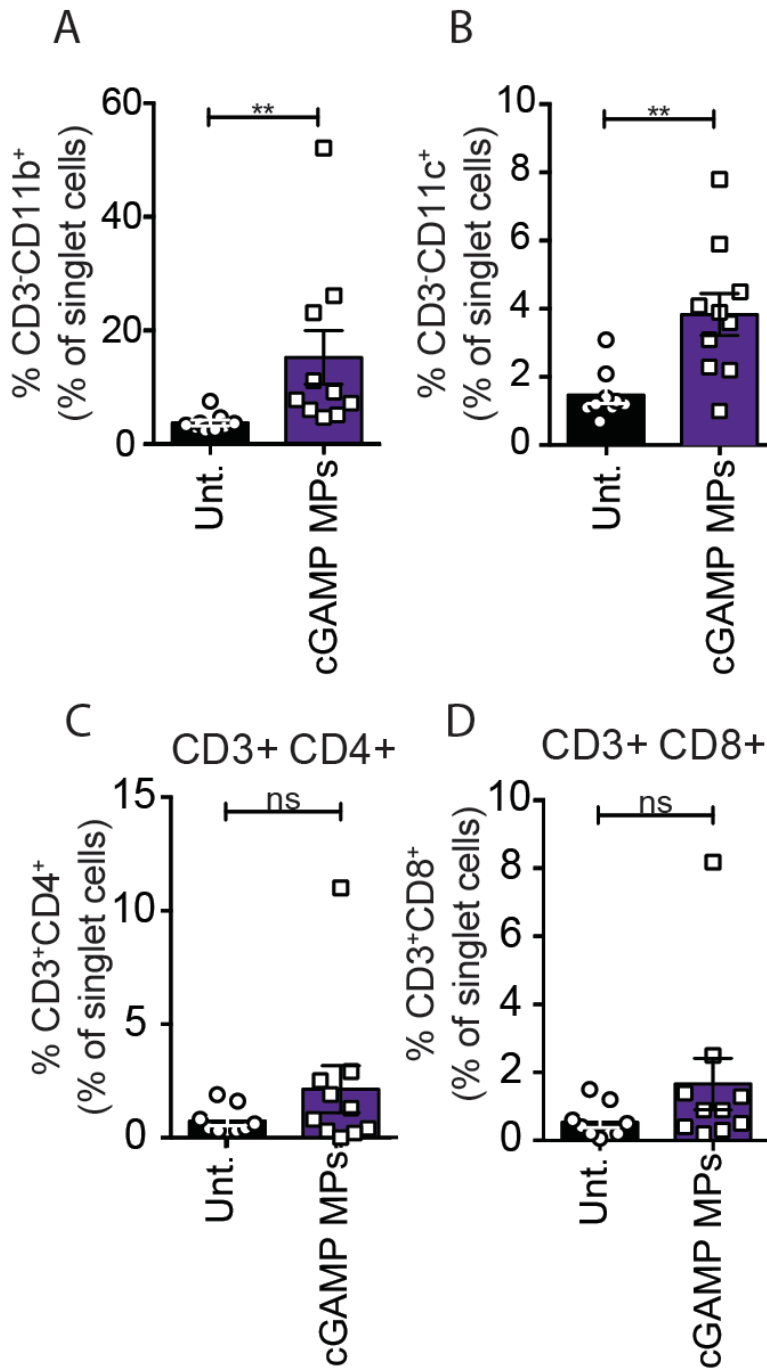 A
% CD3⁻CD11b⁺
(% of singlet cells)
60
40
20
0
**
Unt.
cGAMP MPs
B
% CD3⁻CD11c⁺
(% of singlet cells)
10
8
6
4
2
0
**
Unt.
cGAMP MPs
C
CD3+ CD4+
% CD3⁺CD4⁺
(% of singlet cells)
15
10
5
0
ns
Unt.
cGAMP MPs
D
CD3+ CD8+
% CD3⁺CD8⁺
(% of singlet cells)
10
8
6
4
2
0
ns
Unt.
cGAMP MPs